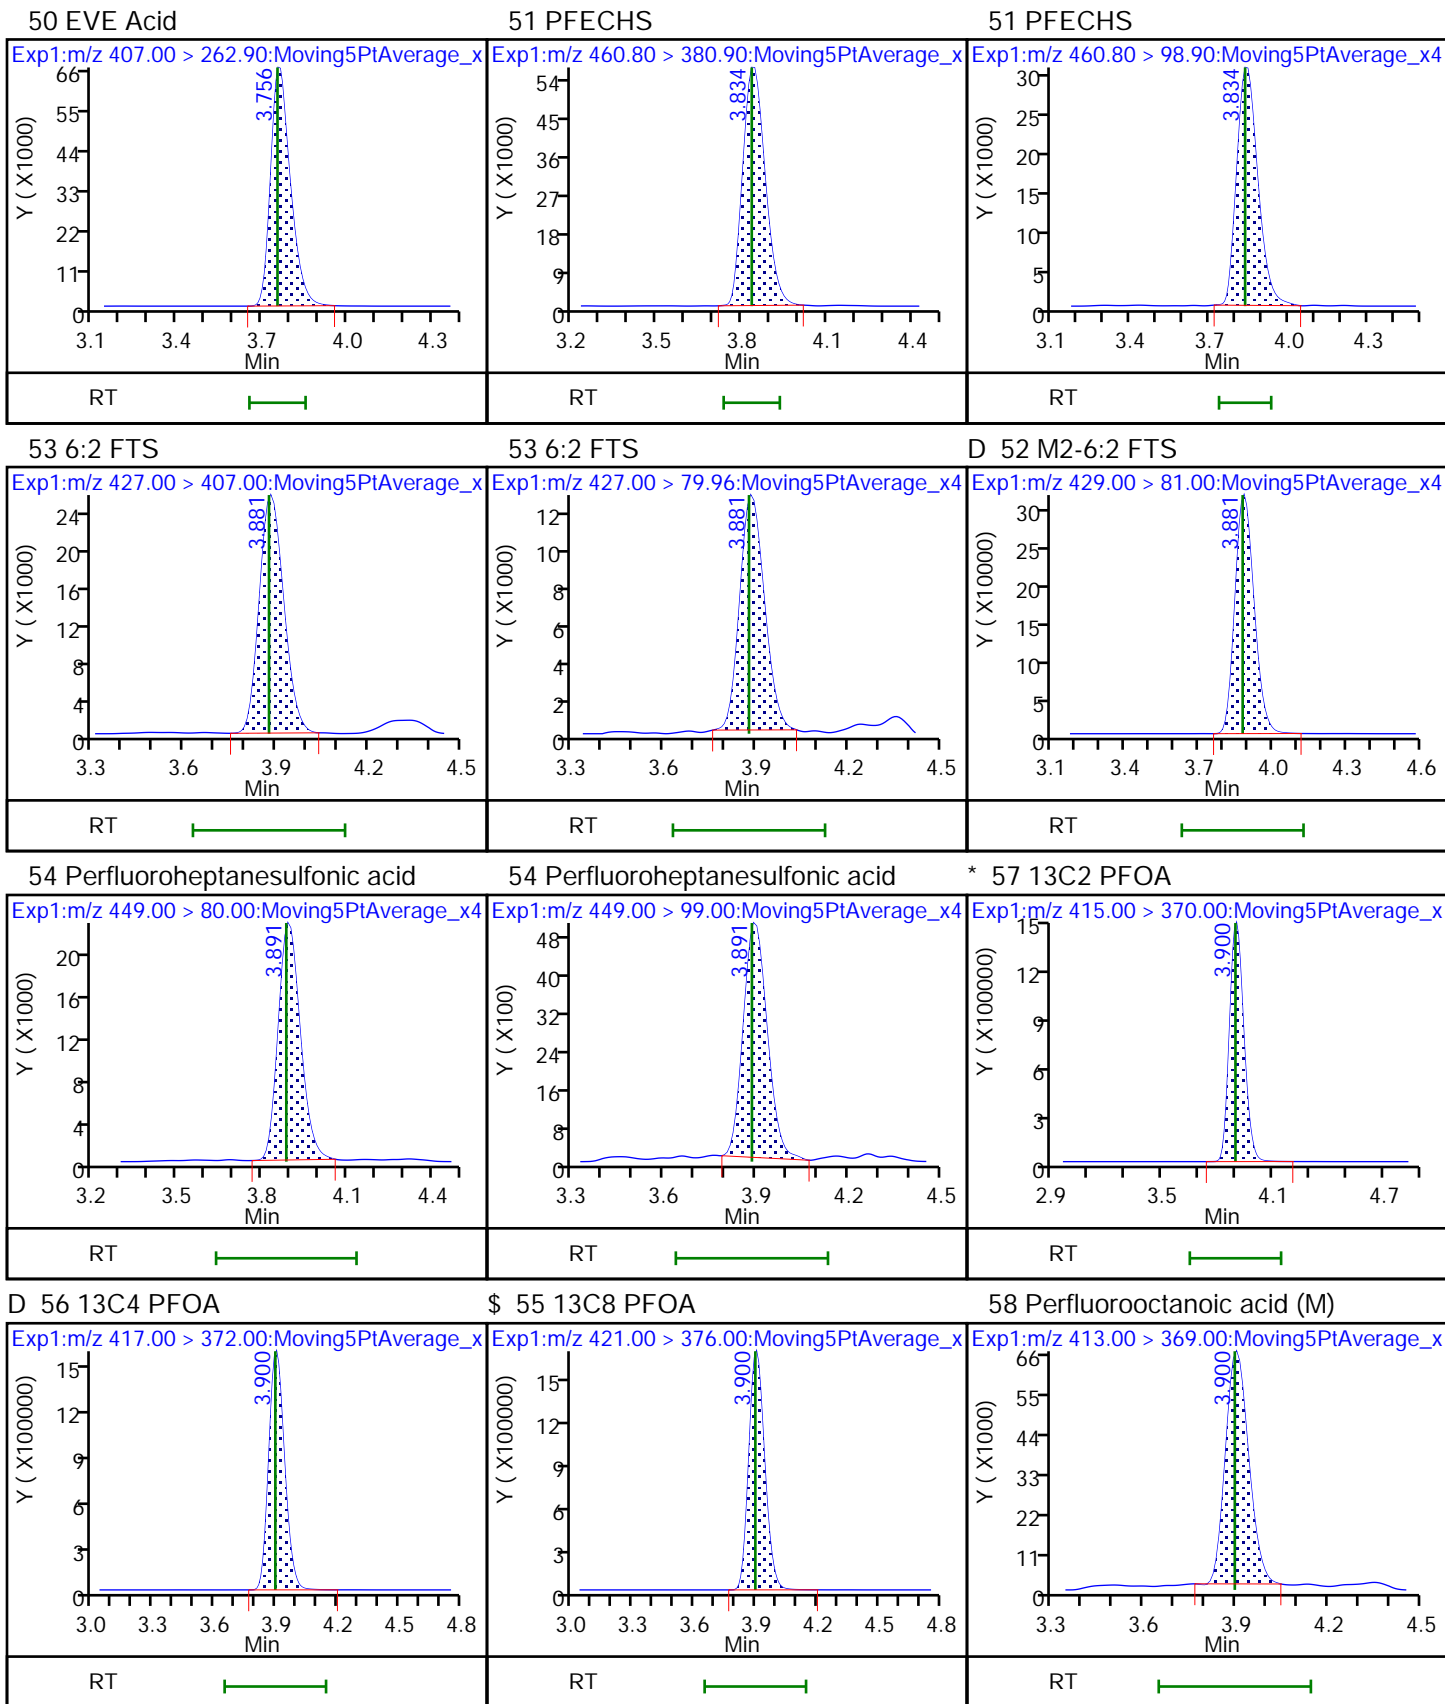 50 EVE Acid
Exp1:m/z 407.00 > 262.90:Moving5PtAverage_x
Y ( X1000)
66
55
44
33
22
11
0
3.756
3.1 3.4 3.7 4.0 4.3
Min
RT
51 PFECHS
Exp1:m/z 460.80 > 380.90:Moving5PtAverage_x
Y ( X1000)
54
45
36
27
18
9
0
3.834
3.2 3.5 3.8 4.1 4.4
Min
RT
51 PFECHS
Exp1:m/z 460.80 > 98.90:Moving5PtAverage_x4
Y ( X1000)
30
25
20
15
10
5
0
3.834
3.1 3.4 3.7 4.0 4.3
Min
RT
53 6:2 FTS
Exp1:m/z 427.00 > 407.00:Moving5PtAverage_x
Y ( X1000)
24
20
16
12
8
4
0
3.881
3.3 3.6 3.9 4.2 4.5
Min
RT
53 6:2 FTS
Exp1:m/z 427.00 > 79.96:Moving5PtAverage_x4
Y ( X1000)
12
10
8
6
4
2
0
3.881
3.3 3.6 3.9 4.2 4.5
Min
RT
D 52 M2-6:2 FTS
Exp1:m/z 429.00 > 81.00:Moving5PtAverage_x4
Y ( X10000)
30
25
20
15
10
5
0
3.881
3.1 3.4 3.7 4.0 4.3 4.6
Min
RT
54 Perfluoroheptanesulfonic acid
Exp1:m/z 449.00 > 80.00:Moving5PtAverage_x4
Y ( X1000)
20
16
12
8
4
0
3.891
3.2 3.5 3.8 4.1 4.4
Min
RT
54 Perfluoroheptanesulfonic acid
Exp1:m/z 449.00 > 99.00:Moving5PtAverage_x4
Y ( X100)
48
40
32
24
16
8
0
3.891
3.3 3.6 3.9 4.2 4.5
Min
RT
* 57 13C2 PFOA
Exp1:m/z 415.00 > 370.00:Moving5PtAverage_x
Y ( X100000)
15
12
9
6
3
0
3.900
2.9 3.5 4.1 4.7
Min
RT
D 56 13C4 PFOA
Exp1:m/z 417.00 > 372.00:Moving5PtAverage_x
Y ( X100000)
15
12
9
6
3
0
3.900
3.0 3.3 3.6 3.9 4.2 4.5 4.8
Min
RT
$ 55 13C8 PFOA
Exp1:m/z 421.00 > 376.00:Moving5PtAverage_x
Y ( X100000)
15
12
9
6
3
0
3.900
3.0 3.3 3.6 3.9 4.2 4.5 4.8
Min
RT
58 Perfluorooctanoic acid (M)
Exp1:m/z 413.00 > 369.00:Moving5PtAverage_x
Y ( X1000)
66
55
44
33
22
11
0
3.900
3.3 3.6 3.9 4.2 4.5
Min
RT